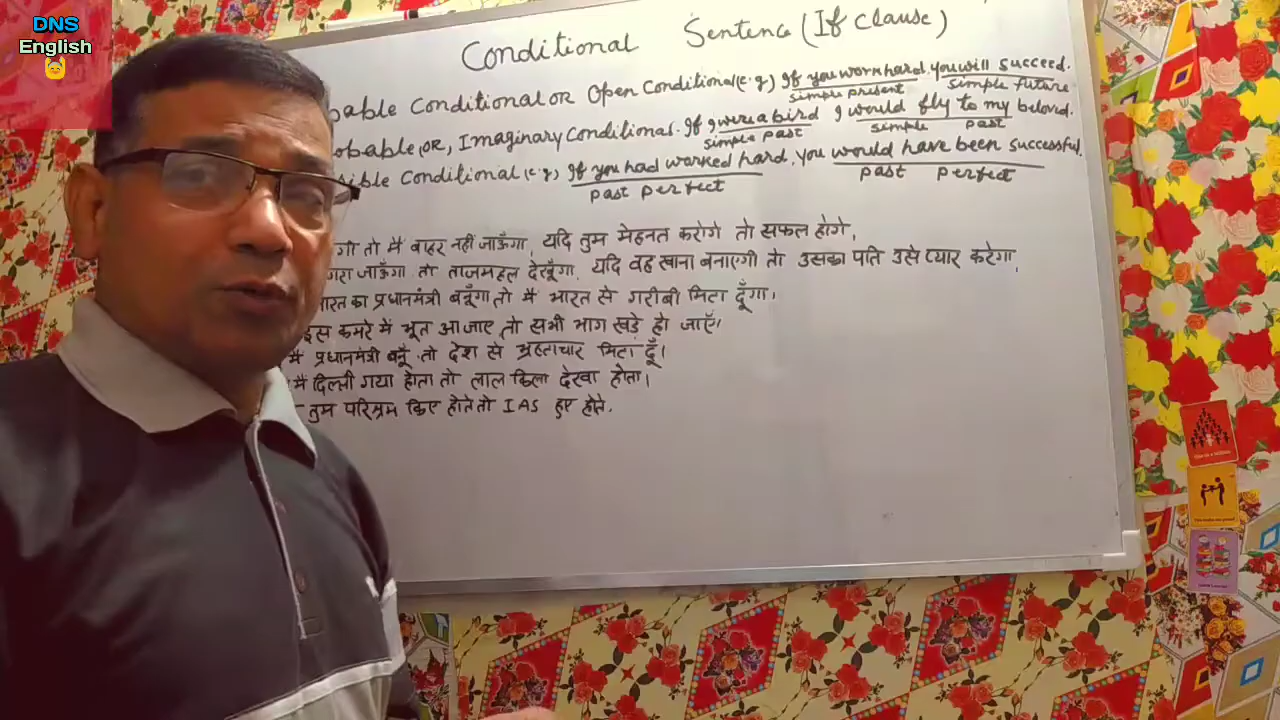 DNS
English
Conditional Sentence (If clause)
bable Conditional OR Open Conditional (e.g) If you work hard you will succeed.
simple present simple future
obable, OR, Imaginary Conditional. If I were a bird I would fly to my beloved.
simple past simple past
sible Conditional (e.g) If you had worked hard, you would have been successful.
past perfect past perfect
गी तो मैं बाहर नहीं जाऊँगा, यदि तुम मेहनत करोगे तो सफल होगे,
गरा जाऊँगा तो ताजमहल देखूँगा, यदि वह खाना बनाएगी तो उसका पति उसे प्यार करेगा,
भारत का प्रधानमंत्री बनूँगा तो मैं भारत से गरीबी मिटा दूँगा।
इस कमरे में भूत आ जाए तो सभी भाग खड़े हो जाएँ।
मैं प्रधानमंत्री बनूँ तो देश से भ्रष्टाचार मिटा दूँ।
मैं दिल्ली गया होता तो लाल किला देखा होता।
तुम परिश्रम किए होते तो IAS हुए होते.